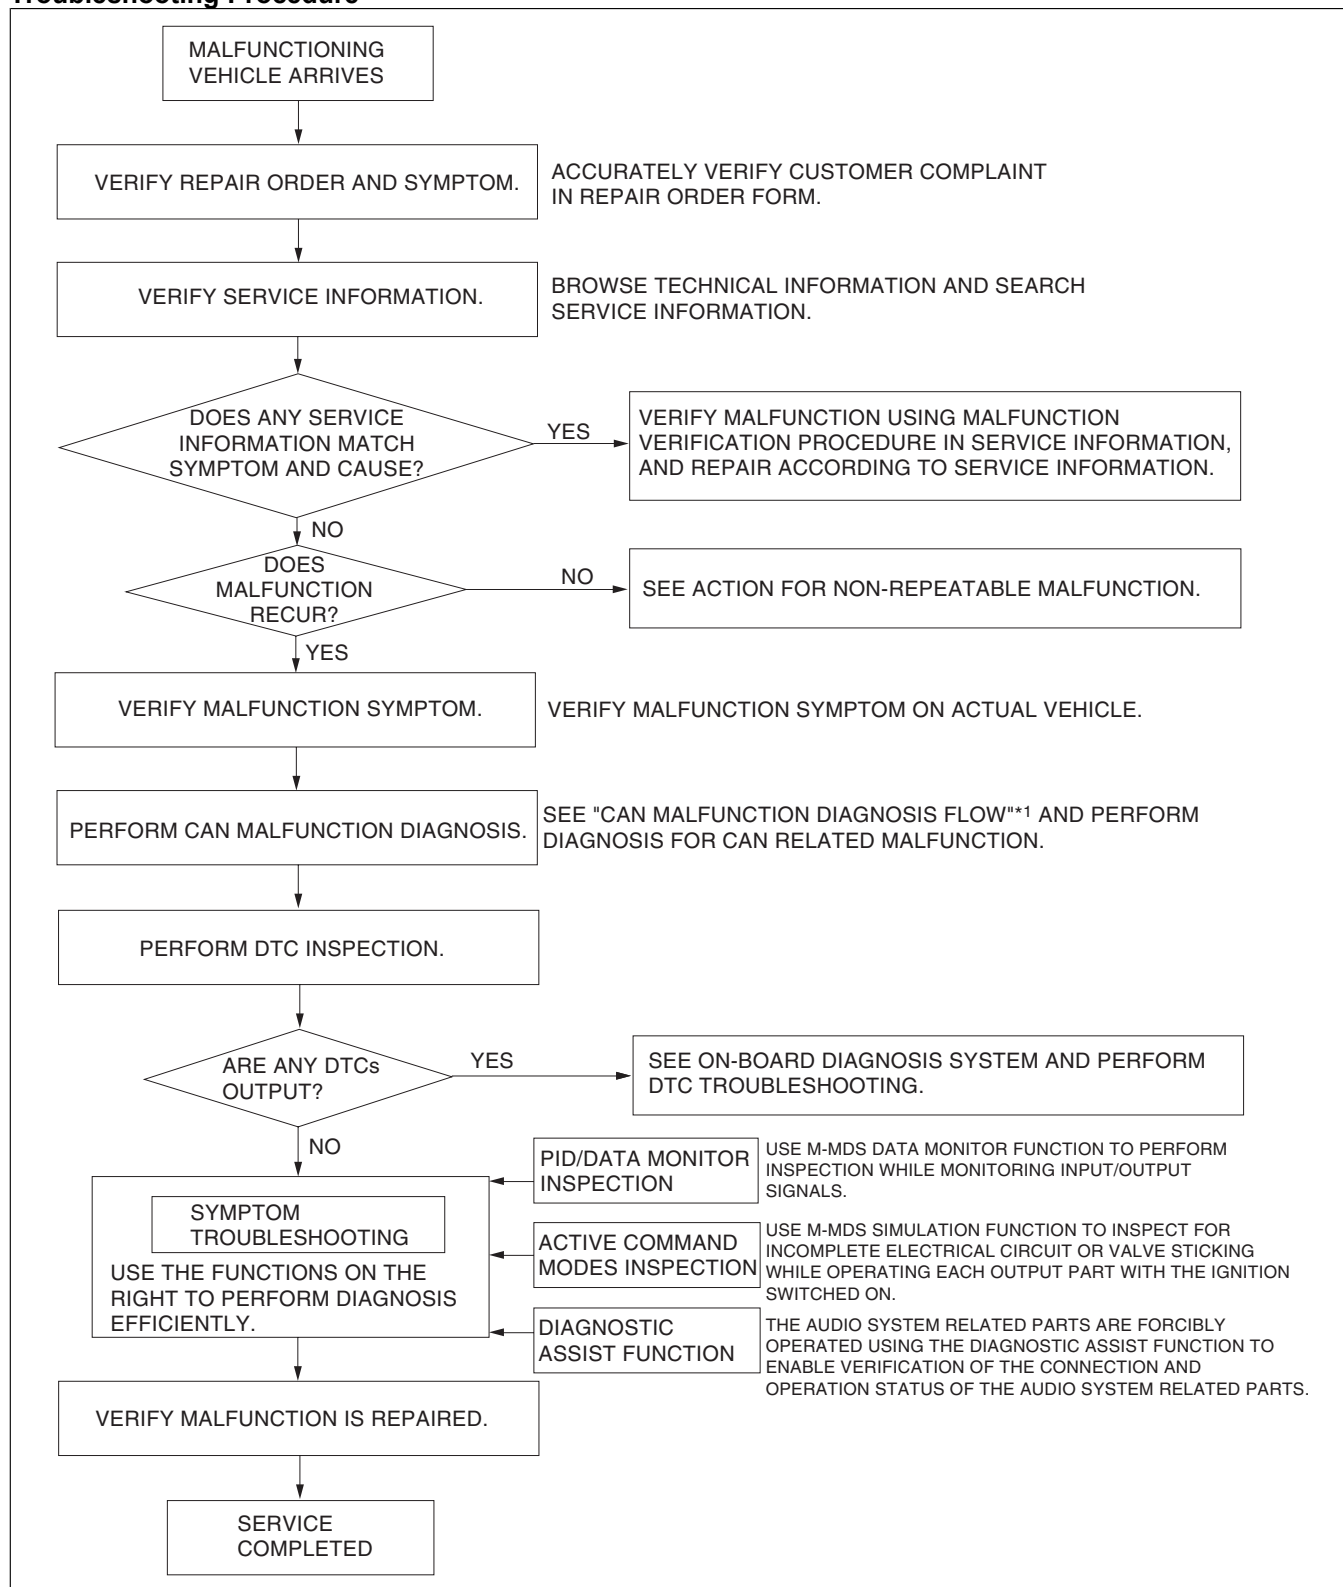 Troubleshooting Procedure
MALFUNCTIONING
VEHICLE ARRIVES
VERIFY REPAIR ORDER AND SYMPTOM.
ACCURATELY VERIFY CUSTOMER COMPLAINT
IN REPAIR ORDER FORM.
VERIFY SERVICE INFORMATION.
BROWSE TECHNICAL INFORMATION AND SEARCH
SERVICE INFORMATION.
DOES ANY SERVICE
INFORMATION MATCH
SYMPTOM AND CAUSE?
YES
VERIFY MALFUNCTION USING MALFUNCTION
VERIFICATION PROCEDURE IN SERVICE INFORMATION,
AND REPAIR ACCORDING TO SERVICE INFORMATION.
NO
DOES
MALFUNCTION
RECUR?
NO
SEE ACTION FOR NON-REPEATABLE MALFUNCTION.
YES
VERIFY MALFUNCTION SYMPTOM.
VERIFY MALFUNCTION SYMPTOM ON ACTUAL VEHICLE.
PERFORM CAN MALFUNCTION DIAGNOSIS.
SEE "CAN MALFUNCTION DIAGNOSIS FLOW"*1 AND PERFORM
DIAGNOSIS FOR CAN RELATED MALFUNCTION.
PERFORM DTC INSPECTION.
ARE ANY DTCs
OUTPUT?
YES
SEE ON-BOARD DIAGNOSIS SYSTEM AND PERFORM
DTC TROUBLESHOOTING.
NO
SYMPTOM
TROUBLESHOOTING
USE THE FUNCTIONS ON THE
RIGHT TO PERFORM DIAGNOSIS
EFFICIENTLY.
PID/DATA MONITOR
INSPECTION
USE M-MDS DATA MONITOR FUNCTION TO PERFORM
INSPECTION WHILE MONITORING INPUT/OUTPUT
SIGNALS.
ACTIVE COMMAND
MODES INSPECTION
USE M-MDS SIMULATION FUNCTION TO INSPECT FOR
INCOMPLETE ELECTRICAL CIRCUIT OR VALVE STICKING
WHILE OPERATING EACH OUTPUT PART WITH THE IGNITION
SWITCHED ON.
DIAGNOSTIC
ASSIST FUNCTION
THE AUDIO SYSTEM RELATED PARTS ARE FORCIBLY
OPERATED USING THE DIAGNOSTIC ASSIST FUNCTION TO
ENABLE VERIFICATION OF THE CONNECTION AND
OPERATION STATUS OF THE AUDIO SYSTEM RELATED PARTS.
VERIFY MALFUNCTION IS REPAIRED.
SERVICE
COMPLETED